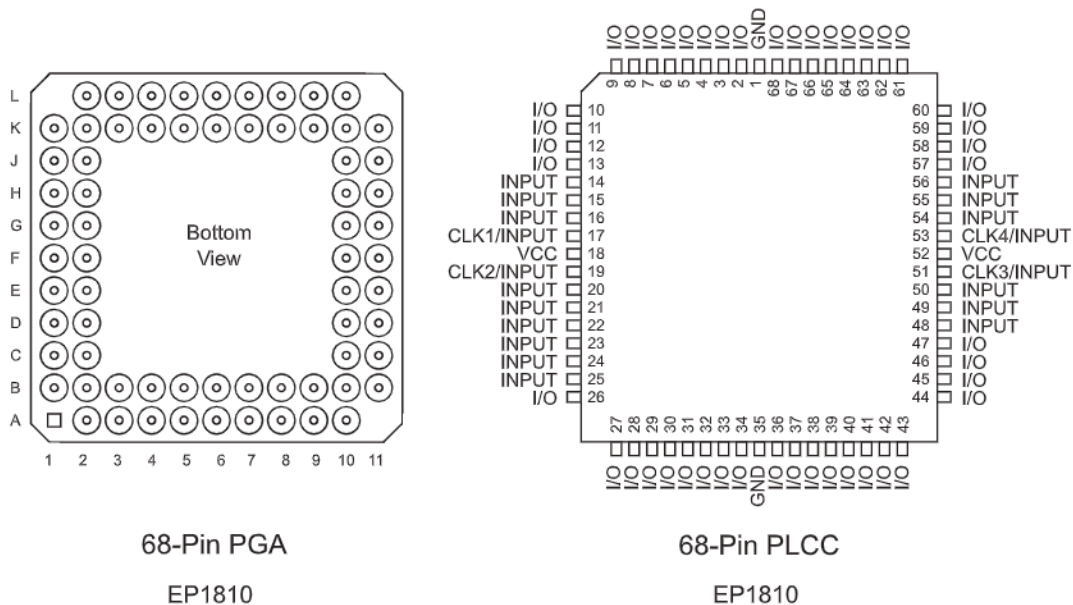 L
K
J
H
G
F
E
D
C
B
A
1 2 3 4 5 6 7 8 9 10 11
Bottom
View
68-Pin PGA
EP1810
I/O I/O I/O I/O I/O I/O I/O I/O GND I/O I/O I/O I/O I/O I/O I/O I/O
9 8 7 6 5 4 3 2 1 68 67 66 65 64 63 62 61
I/O 10
I/O 11
I/O 12
I/O 13
INPUT 14
INPUT 15
INPUT 16
CLK1/INPUT 17
VCC 18
CLK2/INPUT 19
INPUT 20
INPUT 21
INPUT 22
INPUT 23
INPUT 24
INPUT 25
I/O 26
60 I/O
59 I/O
58 I/O
57 I/O
56 INPUT
55 INPUT
54 INPUT
53 CLK4/INPUT
52 VCC
51 CLK3/INPUT
50 INPUT
49 INPUT
48 INPUT
47 I/O
46 I/O
45 I/O
44 I/O
27 28 29 30 31 32 33 34 35 36 37 38 39 40 41 42 43
I/O I/O I/O I/O I/O I/O I/O I/O GND I/O I/O I/O I/O I/O I/O I/O I/O
68-Pin PLCC
EP1810